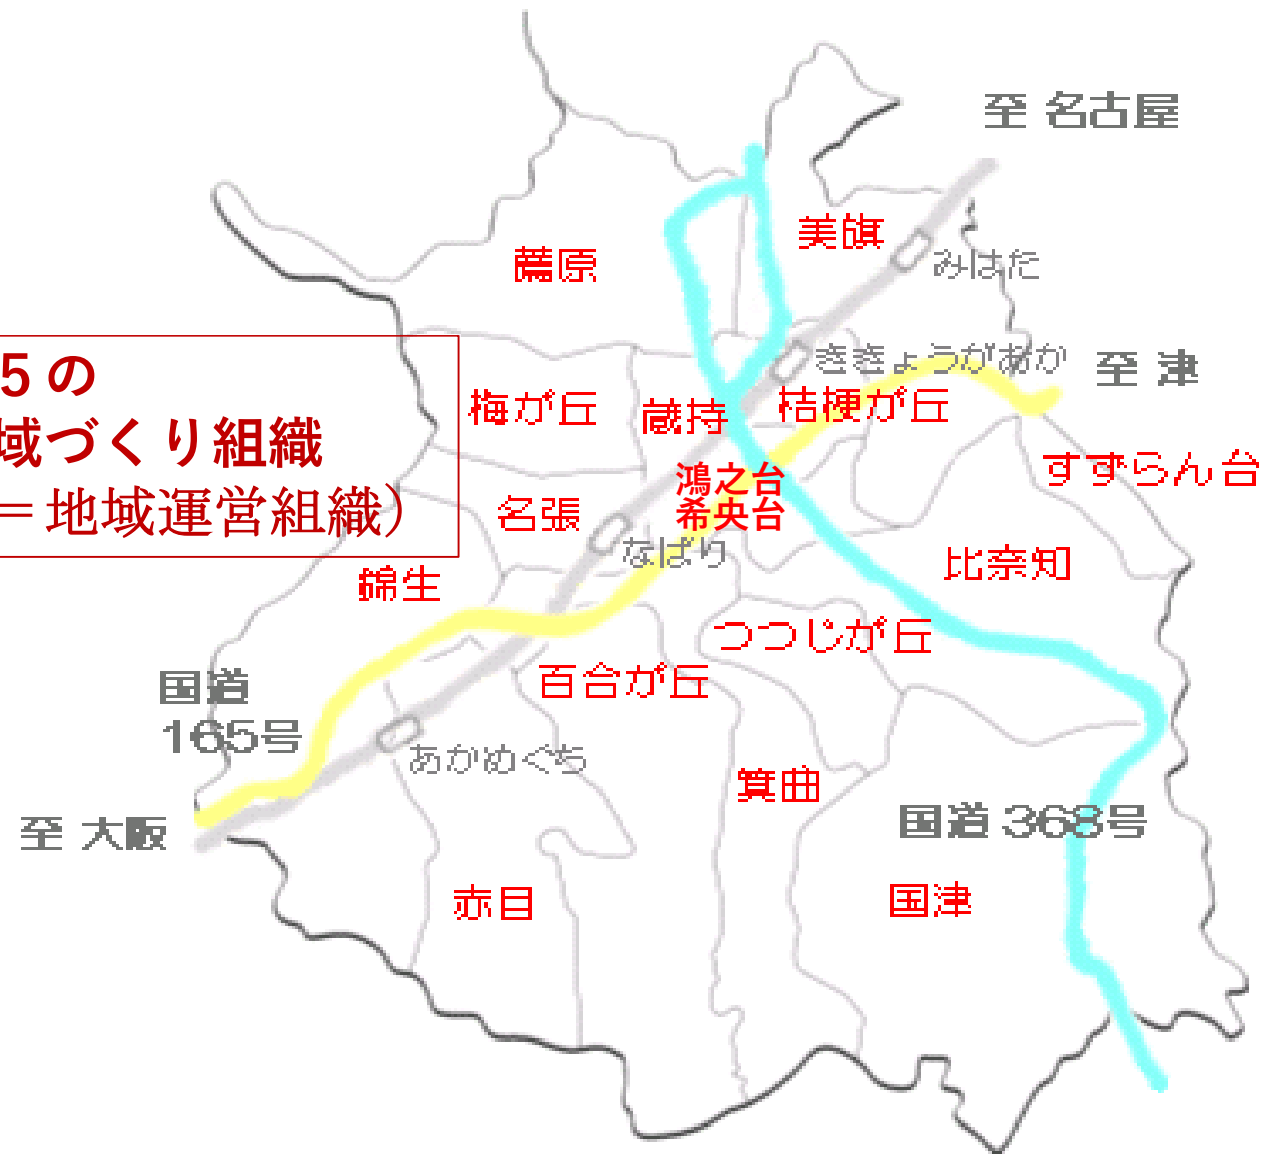 至 名古屋
美旗
薦原
みはた
5の
域づくり組織
＝地域運営組織）
ききょうがおか
至 津
梅が丘
蔵持
桔梗が丘
すずらん台
鴻之台
希央台
名張
なばり
錦生
比奈知
つつじが丘
百合が丘
国道
165号
あかめぐち
箕曲
至 大阪
国道 368号
赤目
国津